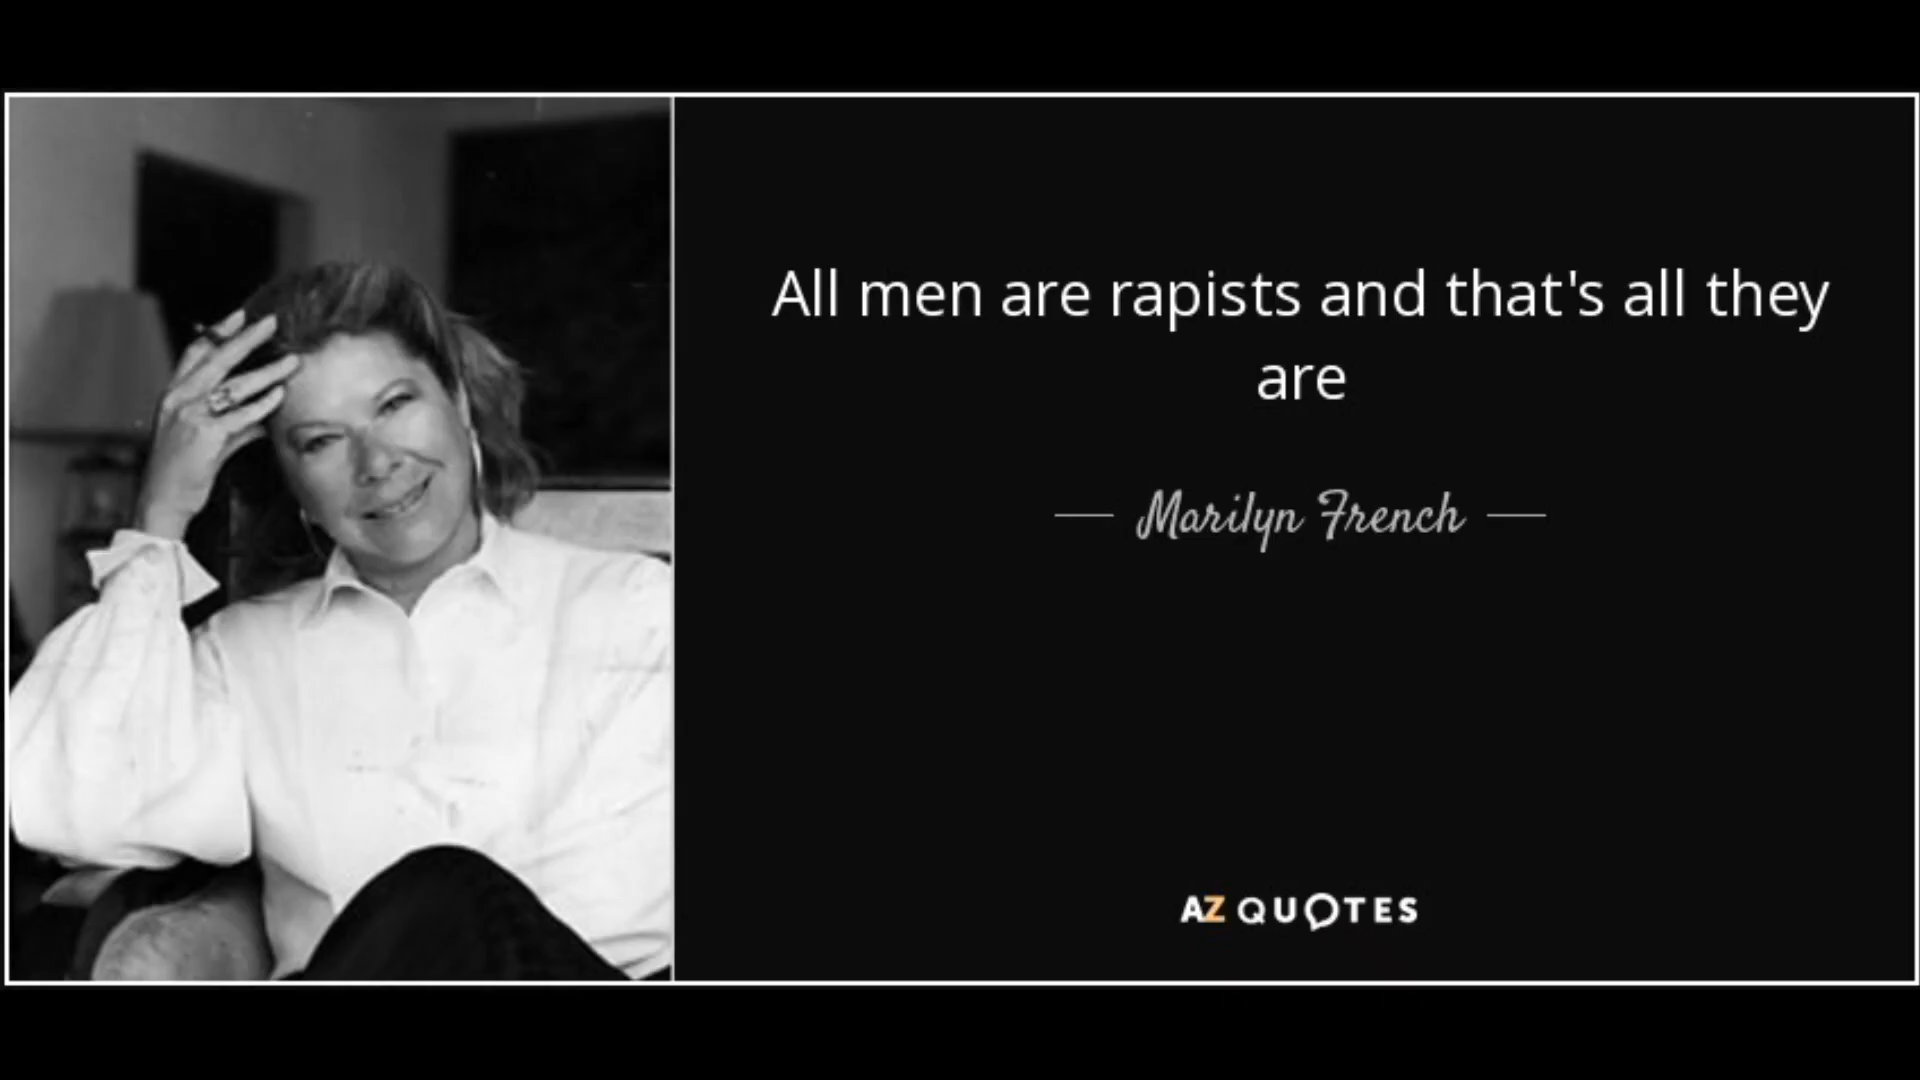 All men are rapists and that's all they
are
Marilyn French
AZ QUOTES